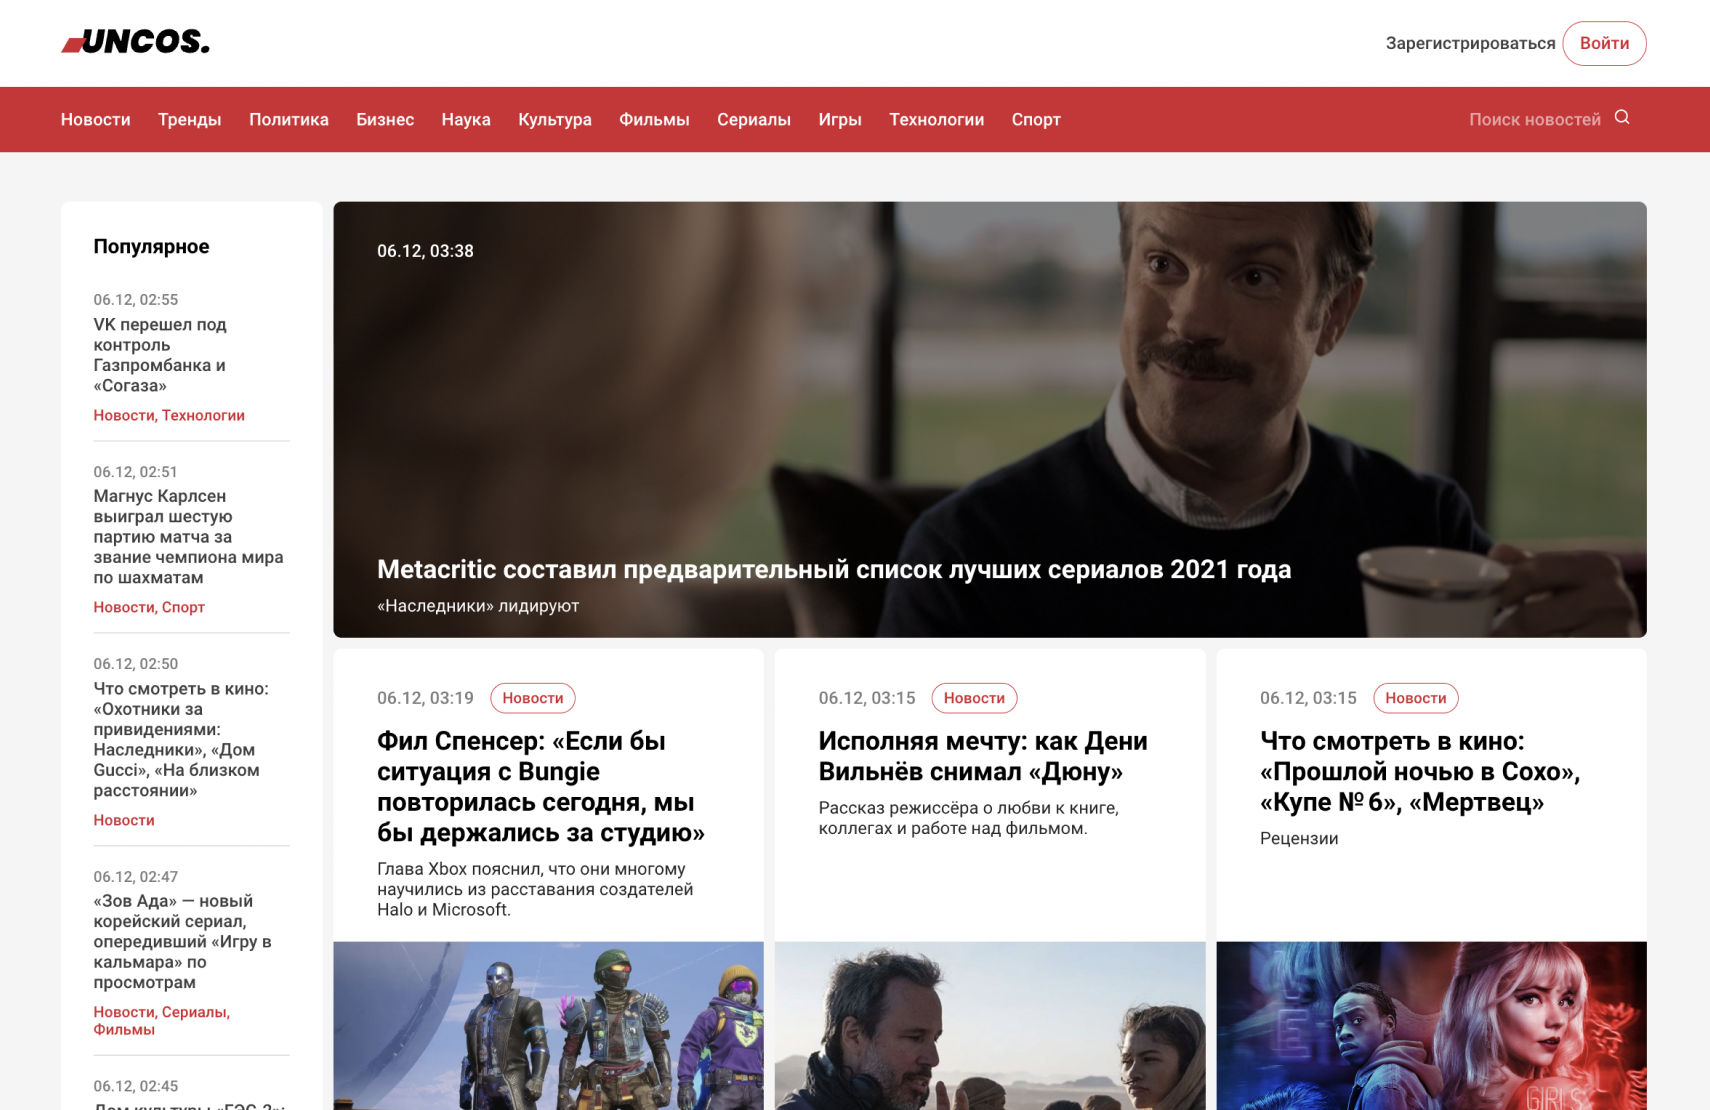 UNCOS.
Зарегистрироваться
Войти
Новости
Тренды
Политика
Бизнес
Наука
Культура
Фильмы
Сериалы
Игры
Технологии
Спорт
Поиск новостей
Популярное
06.12, 02:55
VK перешел под
контроль
Газпромбанка и
«Согаза»
Новости, Технологии
06.12, 02:51
Магнус Карлсен
выиграл шестую
партию матча за
звание чемпиона мира
по шахматам
Новости, Спорт
06.12, 02:50
Что смотреть в кино:
«Охотники за
привидениями:
Наследники», «Дом
Gucci», «На близком
расстоянии»
Новости
06.12, 02:47
«Зов Ада» — новый
корейский сериал,
опередивший «Игру в
кальмара» по
просмотрам
Новости, Сериалы,
Фильмы
06.12, 02:45
Дом культуры «ГЭС-2»:
06.12, 03:38
Metacritic составил предварительный список лучших сериалов 2021 года
«Наследники» лидируют
06.12, 03:19
Новости
Фил Спенсер: «Если бы
ситуация с Bungie
повторилась сегодня, мы
бы держались за студию»
Глава Xbox пояснил, что они многому
научились из расставания создателей
Halo и Microsoft.
06.12, 03:15
Новости
Исполняя мечту: как Дени
Вильнёв снимал «Дюну»
Рассказ режиссёра о любви к книге,
коллегах и работе над фильмом.
06.12, 03:15
Новости
Что смотреть в кино:
«Прошлой ночью в Сохо»,
«Купе № 6», «Мертвец»
Рецензии
GIRLS